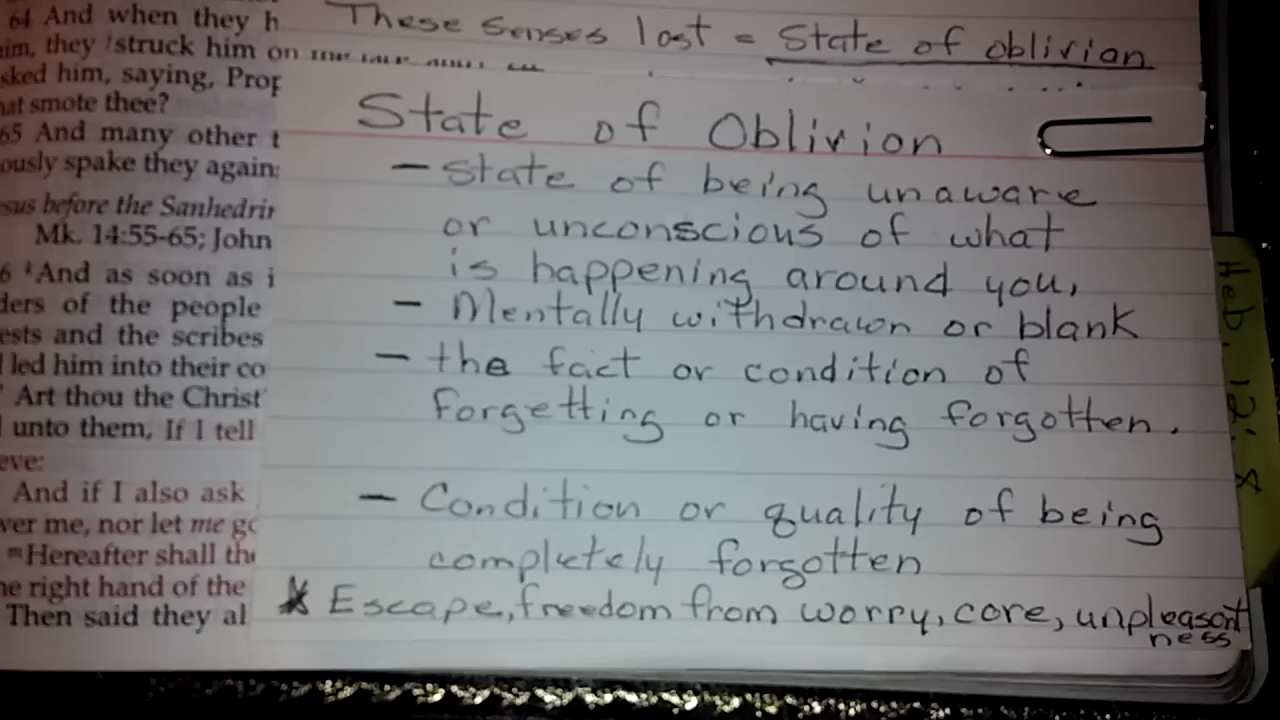 64 And when they h
him, they struck him on
asked him, saying, Prop
hat smote thee?
65 And many other t
ously spake they again
sus before the Sanhedrin
Mk. 14:55-65; John
6 And as soon as i
ders of the people
ests and the scribes
led him into their co
Art thou the Christ
unto them, If I tell
eve:
And if I also ask
wer me, nor let me go
Hereafter shall the
he right hand of the
Then said they al
These senses lost = State of oblivion
State of Oblivion
- State of being unaware
or unconscious of what
is happening around you,
- Mentally withdrawn or blank
- the fact or condition of
forgetting or having forgotten.
- Condition or quality of being
completely forgotten
* Escape, freedom from worry, core, unpleasant
ness
Heb. 12:8